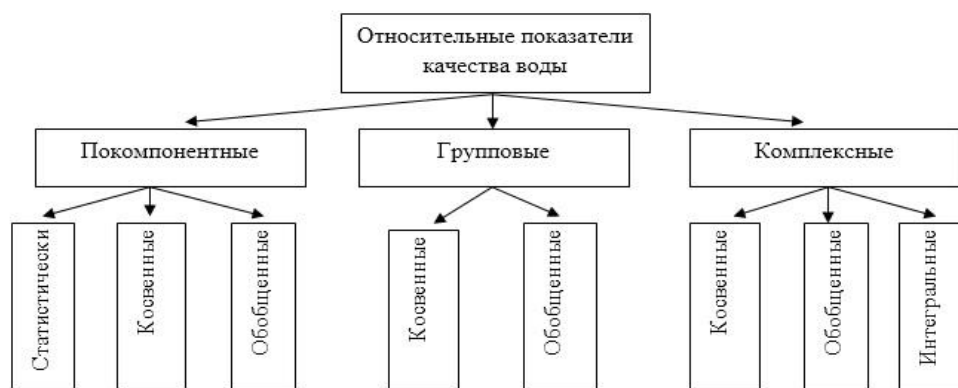 Относительные показатели
качества воды
Покомпонентные
Групповые
Комплексные
Статистически
Косвенные
Обобщенные
Косвенные
Обобщенные
Косвенные
Обобщенные
Интегральные